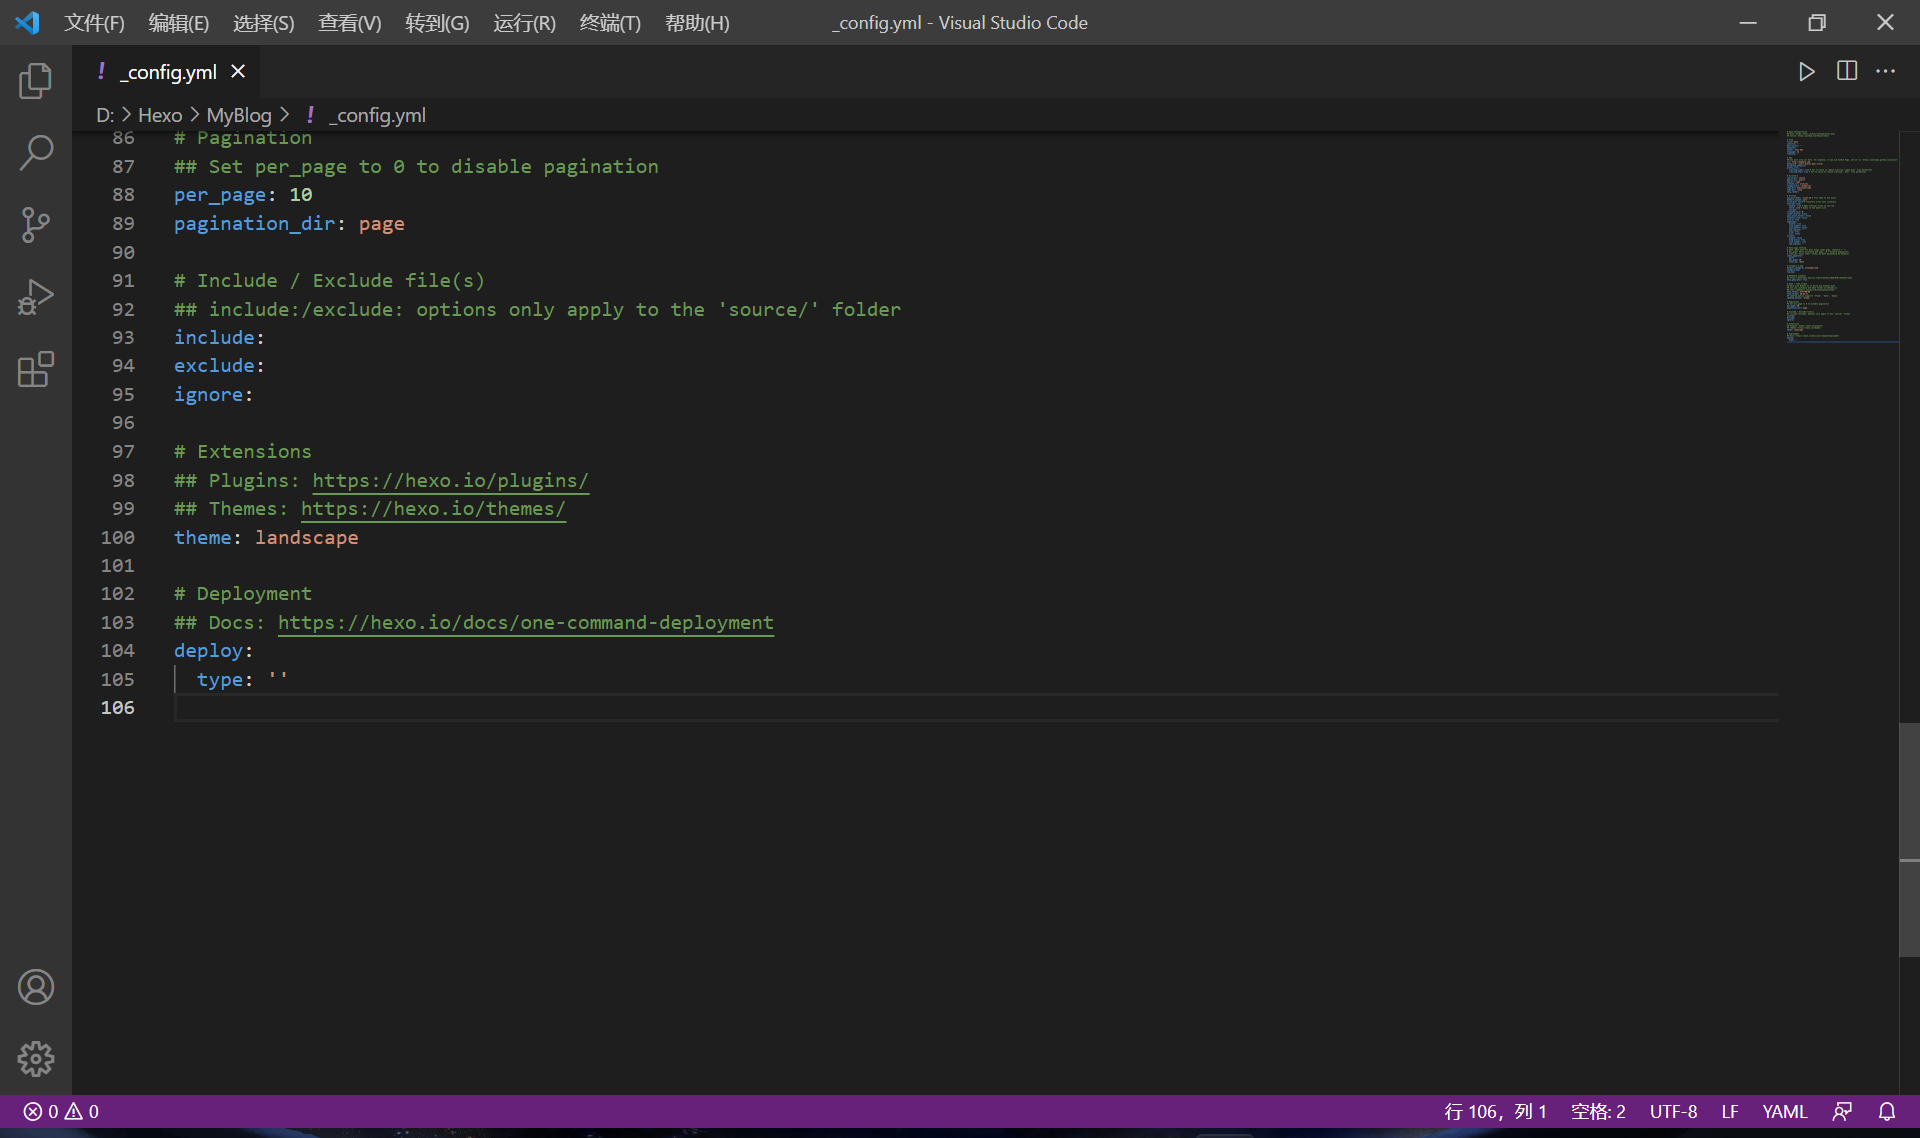 文件(F) 编辑(E) 选择(S) 查看(V) 转到(G) 运行(R) 终端(T) 帮助(H) _config.yml - Visual Studio Code
! _config.yml
D: > Hexo > MyBlog > ! _config.yml
86 # Pagination
87 ## Set per_page to 0 to disable pagination
88 per_page: 10
89 pagination_dir: page
90
91 # Include / Exclude file(s)
92 ## include:/exclude: options only apply to the 'source/' folder
93 include:
94 exclude:
95 ignore:
96
97 # Extensions
98 ## Plugins: https://hexo.io/plugins/
99 ## Themes: https://hexo.io/themes/
100 theme: landscape
101
102 # Deployment
103 ## Docs: https://hexo.io/docs/one-command-deployment
104 deploy:
105   type: ''
106
0 0 行 106，列 1 空格: 2 UTF-8 LF YAML